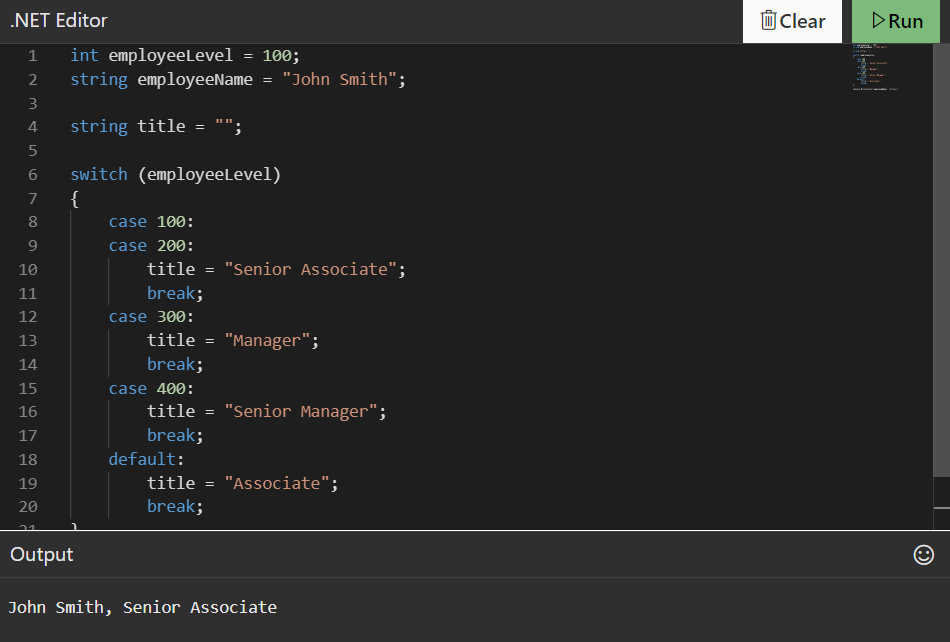 .NET Editor
Clear
Run
1 int employeeLevel = 100;
2 string employeeName = "John Smith";
3
4 string title = "";
5
6 switch (employeeLevel)
7 {
8     case 100:
9     case 200:
10         title = "Senior Associate";
11         break;
12     case 300:
13         title = "Manager";
14         break;
15     case 400:
16         title = "Senior Manager";
17         break;
18     default:
19         title = "Associate";
20         break;
21 }
Output
John Smith, Senior Associate